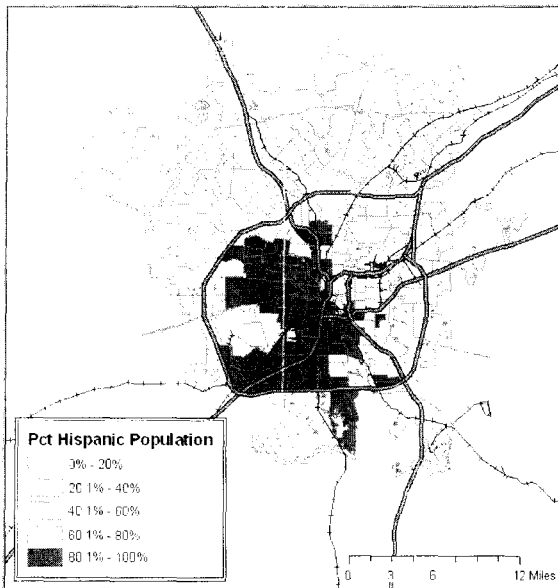 Pct Hispanic Population
0% - 20%
20.1% - 40%
40.1% - 60%
60.1% - 80%
80.1% - 100%
0 3 6 12 Miles